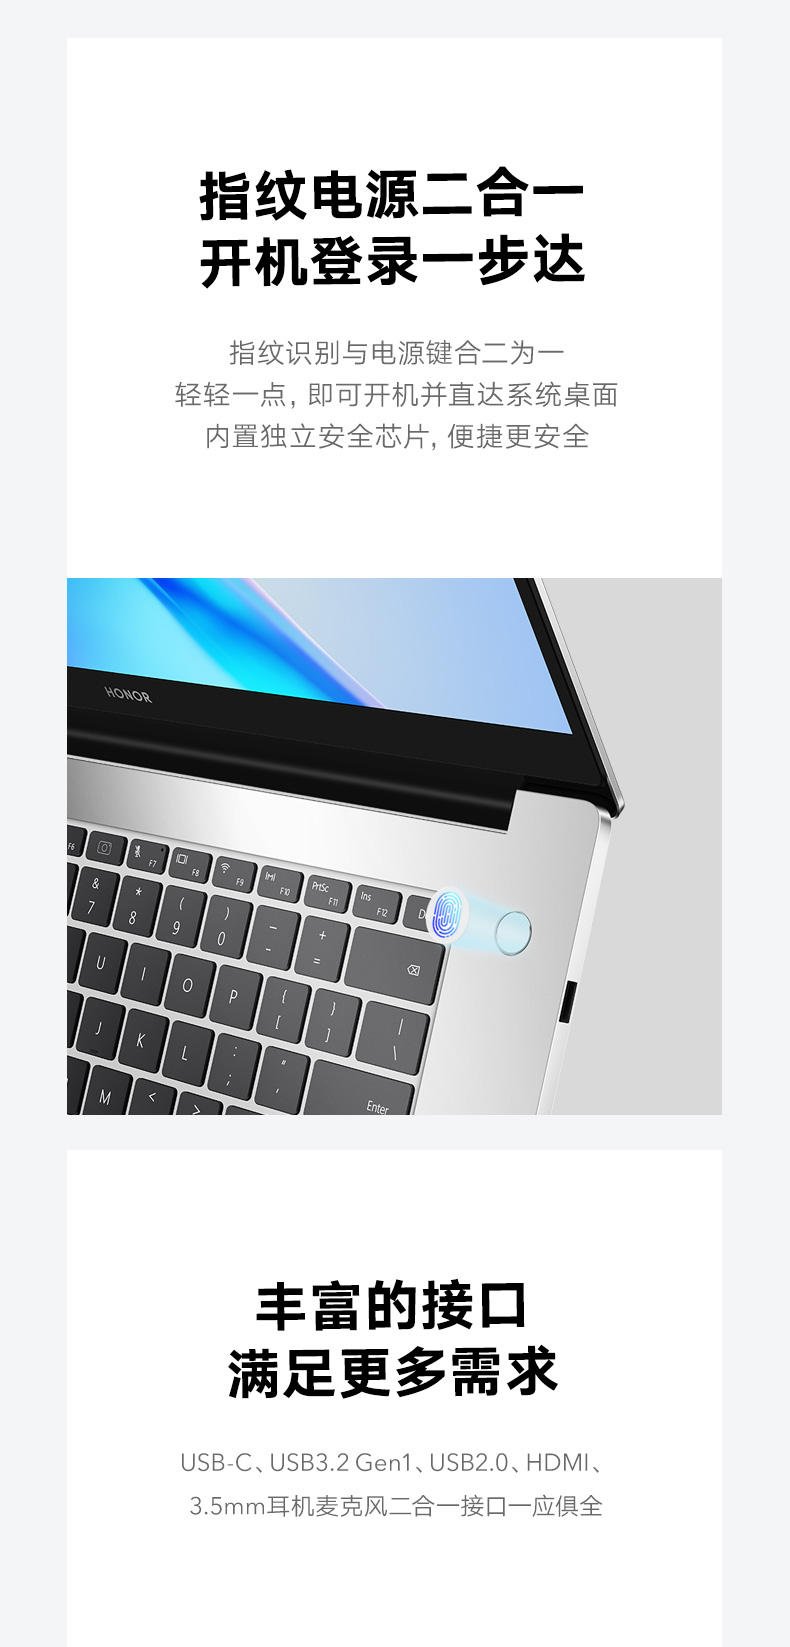 指纹电源二合一
开机登录一步达
指纹识别与电源键合二为一
轻轻一点，即可开机并直达系统桌面
内置独立安全芯片，便捷更安全
HONOR
F6 F7 F8 F9 F10 PrtSc F11 Ins F12 D
& 7 * 8 ( 9 ) 0 _ - + =
U I O P { [ } ] | \
J K L : ; " '
M < > Enter
丰富的接口
满足更多需求
USB-C、USB3.2 Gen1、USB2.0、HDMI、
3.5mm耳机麦克风二合一接口一应俱全